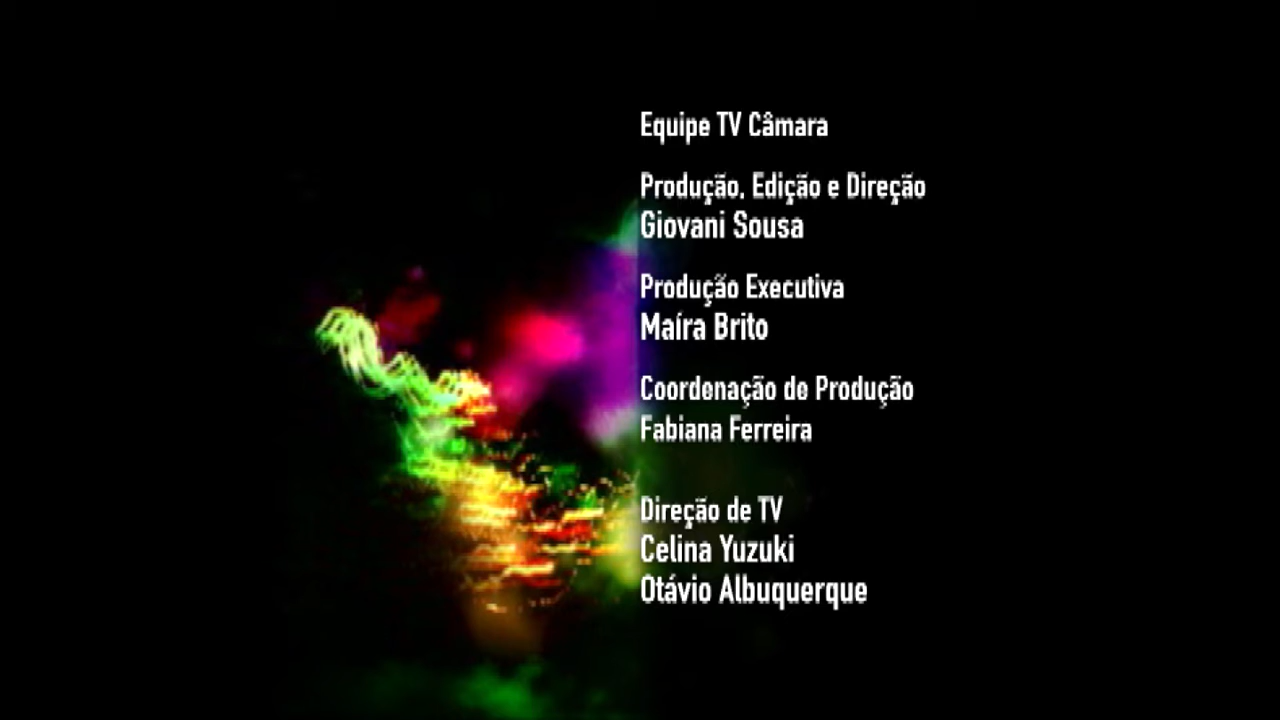 Equipe TV Câmara
Produção, Edição e Direção
Giovani Sousa
Produção Executiva
Maíra Brito
Coordenação de Produção
Fabiana Ferreira
Direção de TV
Celina Yuzuki
Otávio Albuquerque